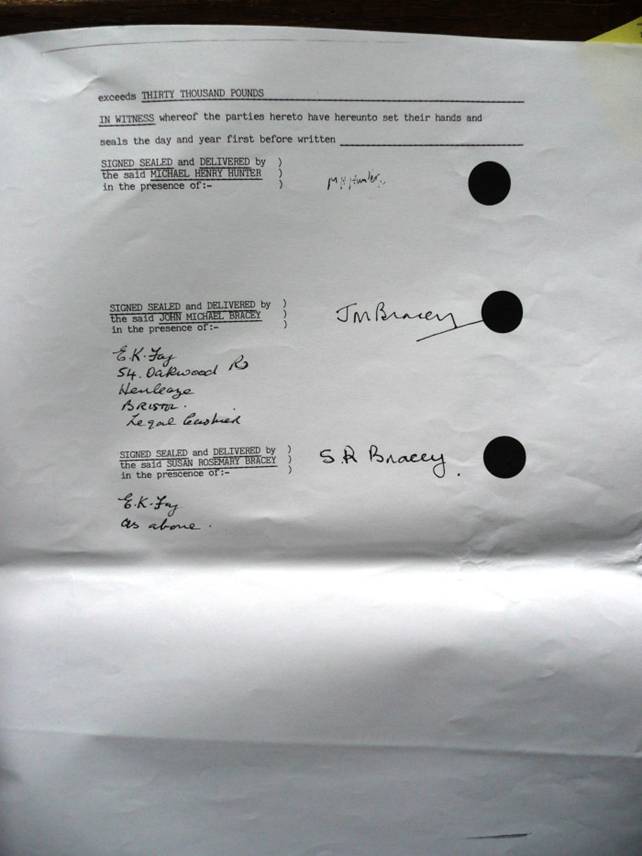 exceeds THIRTY THOUSAND POUNDS
IN WITNESS whereof the parties hereto have hereunto set their hands and
seals the day and year first before written
SIGNED SEALED and DELIVERED by )
the said MICHAEL HENRY HUNTER )
in the presence of:- )
M H Hunter
SIGNED SEALED and DELIVERED by )
the said JOHN MICHAEL BRACEY )
in the presence of:- )
J M Bracey
E.K. Fay
54. Oakwood Rd
Henleaze
BRISTOL.
Legal Cashier
SIGNED SEALED and DELIVERED by )
the said SUSAN ROSEMARY BRACEY )
in the prescence of:- )
S R Bracey.
E.K. Fay
as above.